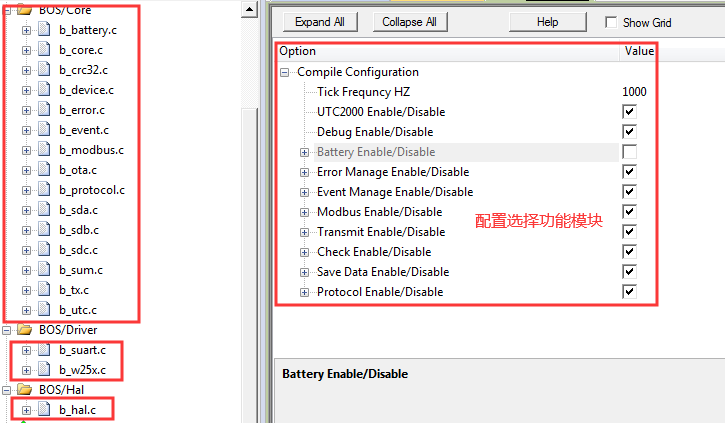 BOS/Core
b_battery.c
b_core.c
b_crc32.c
b_device.c
b_error.c
b_event.c
b_modbus.c
b_ota.c
b_protocol.c
b_sda.c
b_sdb.c
b_sdc.c
b_sum.c
b_tx.c
b_utc.c
BOS/Driver
b_suart.c
b_w25x.c
BOS/Hal
b_hal.c
Expand All Collapse All Help Show Grid
Option Value
Compile Configuration
Tick Frequncy HZ 1000
UTC2000 Enable/Disable
Debug Enable/Disable
Battery Enable/Disable
Error Manage Enable/Disable
Event Manage Enable/Disable
Modbus Enable/Disable
配置选择功能模块
Transmit Enable/Disable
Check Enable/Disable
Save Data Enable/Disable
Protocol Enable/Disable
Battery Enable/Disable